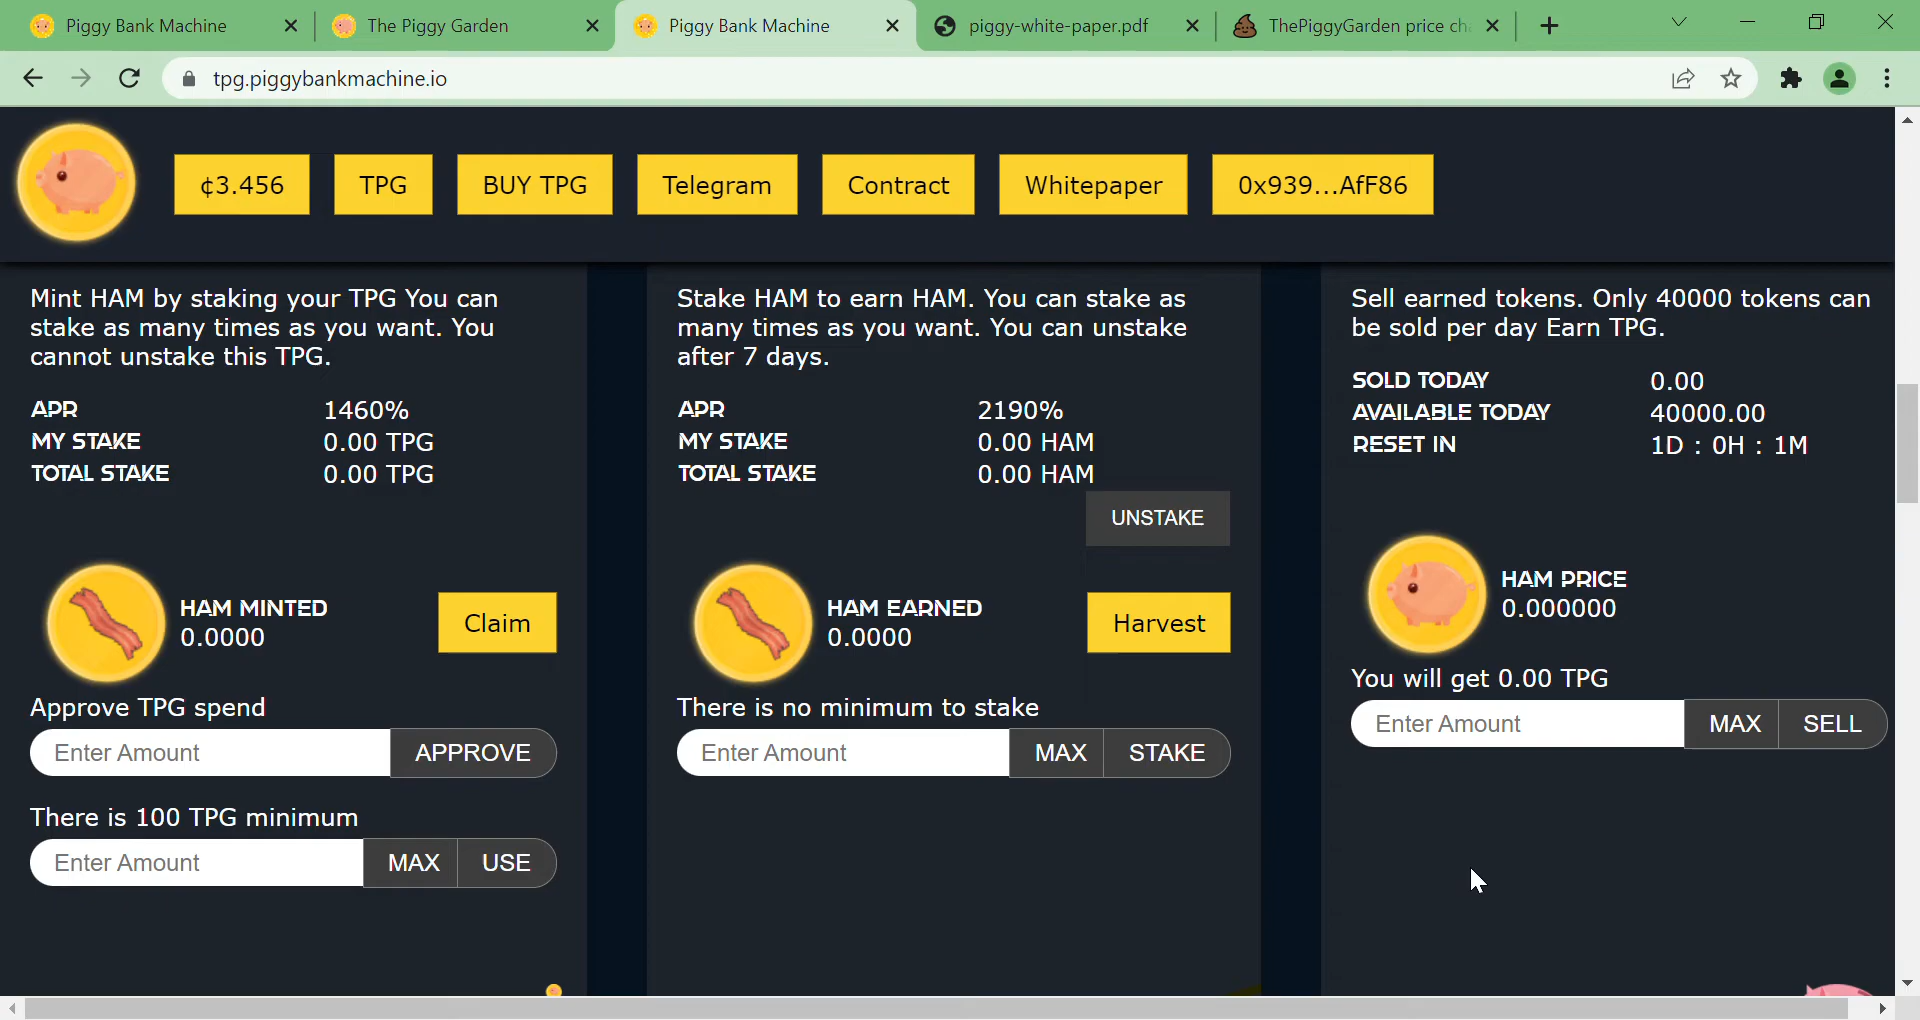 Piggy Bank Machine
The Piggy Garden
Piggy Bank Machine
piggy-white-paper.pdf
ThePiggyGarden price ch
tpg.piggybankmachine.io
¢3.456
TPG
BUY TPG
Telegram
Contract
Whitepaper
0x939...AfF86
Mint HAM by staking your TPG You can
stake as many times as you want. You
cannot unstake this TPG.
APR 1460%
MY STAKE 0.00 TPG
TOTAL STAKE 0.00 TPG
HAM MINTED
0.0000
Claim
Approve TPG spend
Enter Amount APPROVE
There is 100 TPG minimum
Enter Amount MAX USE
Stake HAM to earn HAM. You can stake as
many times as you want. You can unstake
after 7 days.
APR 2190%
MY STAKE 0.00 HAM
TOTAL STAKE 0.00 HAM
UNSTAKE
HAM EARNED
0.0000
Harvest
There is no minimum to stake
Enter Amount MAX STAKE
Sell earned tokens. Only 40000 tokens can
be sold per day Earn TPG.
SOLD TODAY 0.00
AVAILABLE TODAY 40000.00
RESET IN 1D : 0H : 1M
HAM PRICE
0.000000
You will get 0.00 TPG
Enter Amount MAX SELL